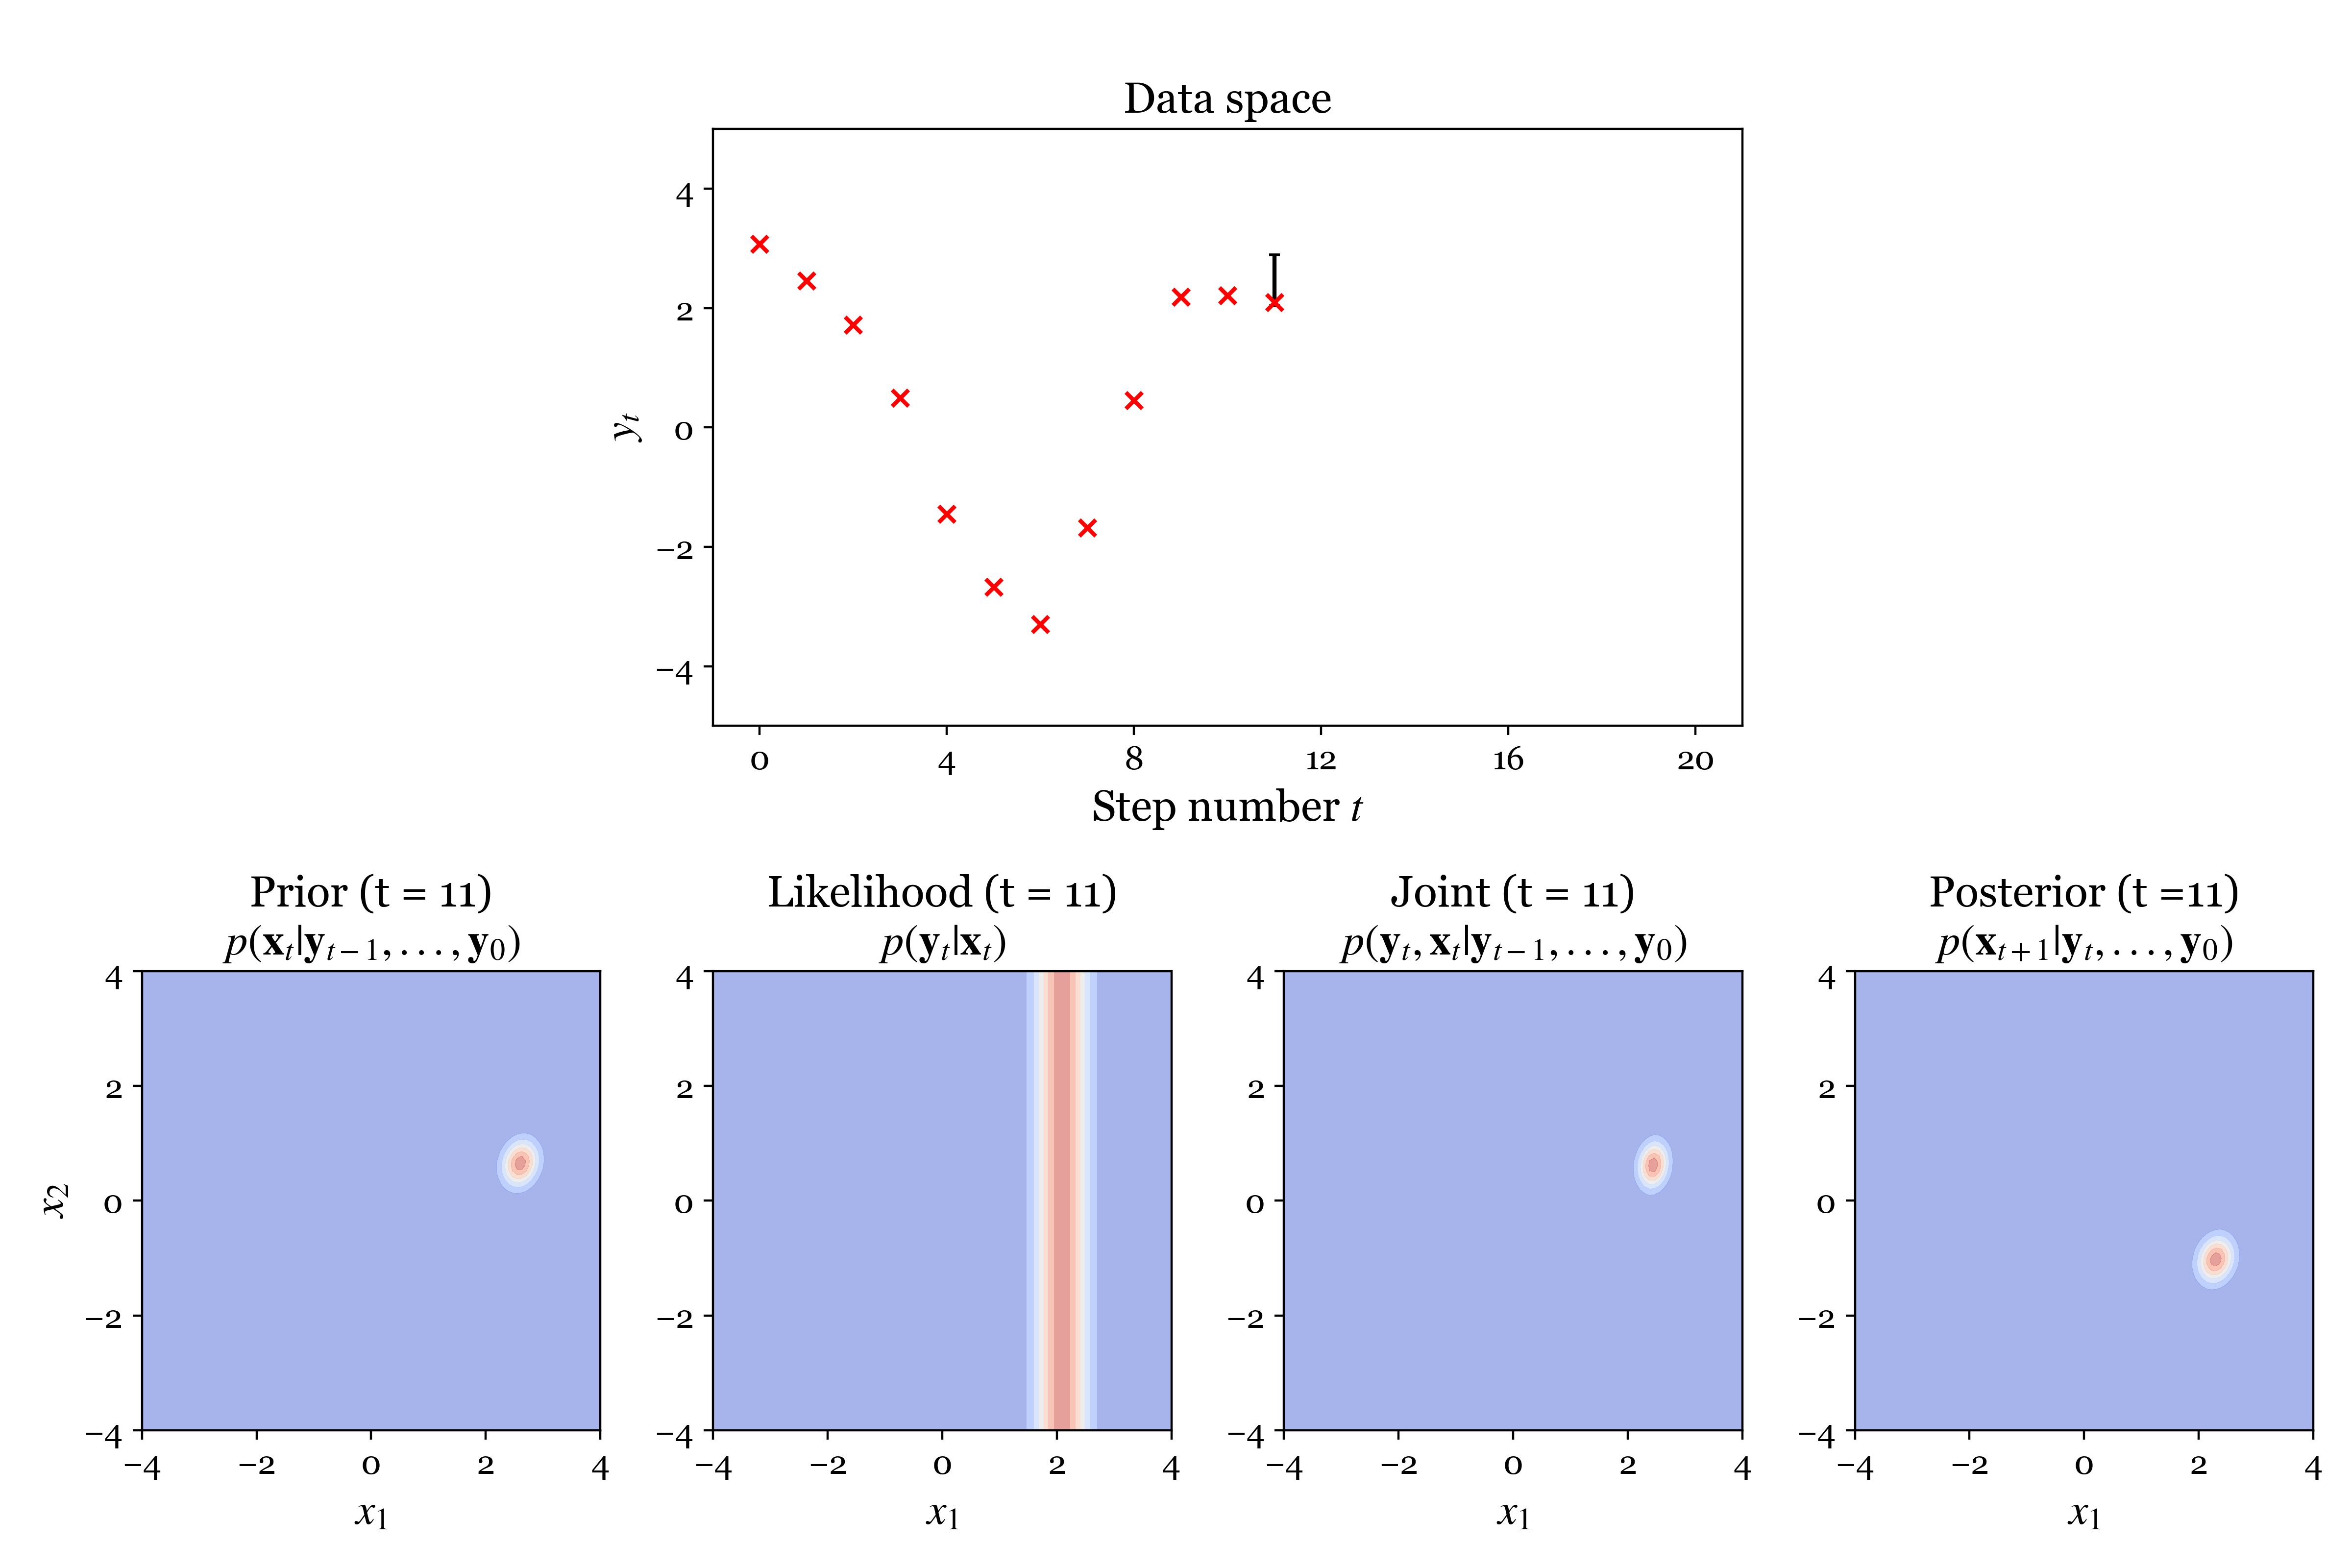 Data space
4
2
0
−2
−4
y_t
0 4 8 12 16 20
Step number t
Prior (t = 11)
p(𝐱_t|𝐲_{t−1}, . . . , 𝐲_0)
4
2
0
−2
−4
x_2
−4 −2 0 2 4
x_1
Likelihood (t = 11)
p(𝐲_t|𝐱_t)
4
2
0
−2
−4
−4 −2 0 2 4
x_1
Joint (t = 11)
p(𝐲_t, 𝐱_t|𝐲_{t−1}, . . . , 𝐲_0)
4
2
0
−2
−4
−4 −2 0 2 4
x_1
Posterior (t =11)
p(𝐱_{t+1}|𝐲_t, . . . , 𝐲_0)
4
2
0
−2
−4
−4 −2 0 2 4
x_1